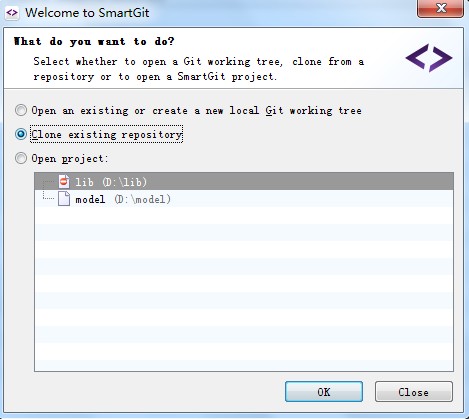 Welcome to SmartGit
What do you want to do?
Select whether to open a Git working tree, clone from a
repository or to open a SmartGit project.
Open an existing or create a new local Git working tree
Clone existing repository
Open project:
lib (D:\lib)
model (D:\model)
OK
Close